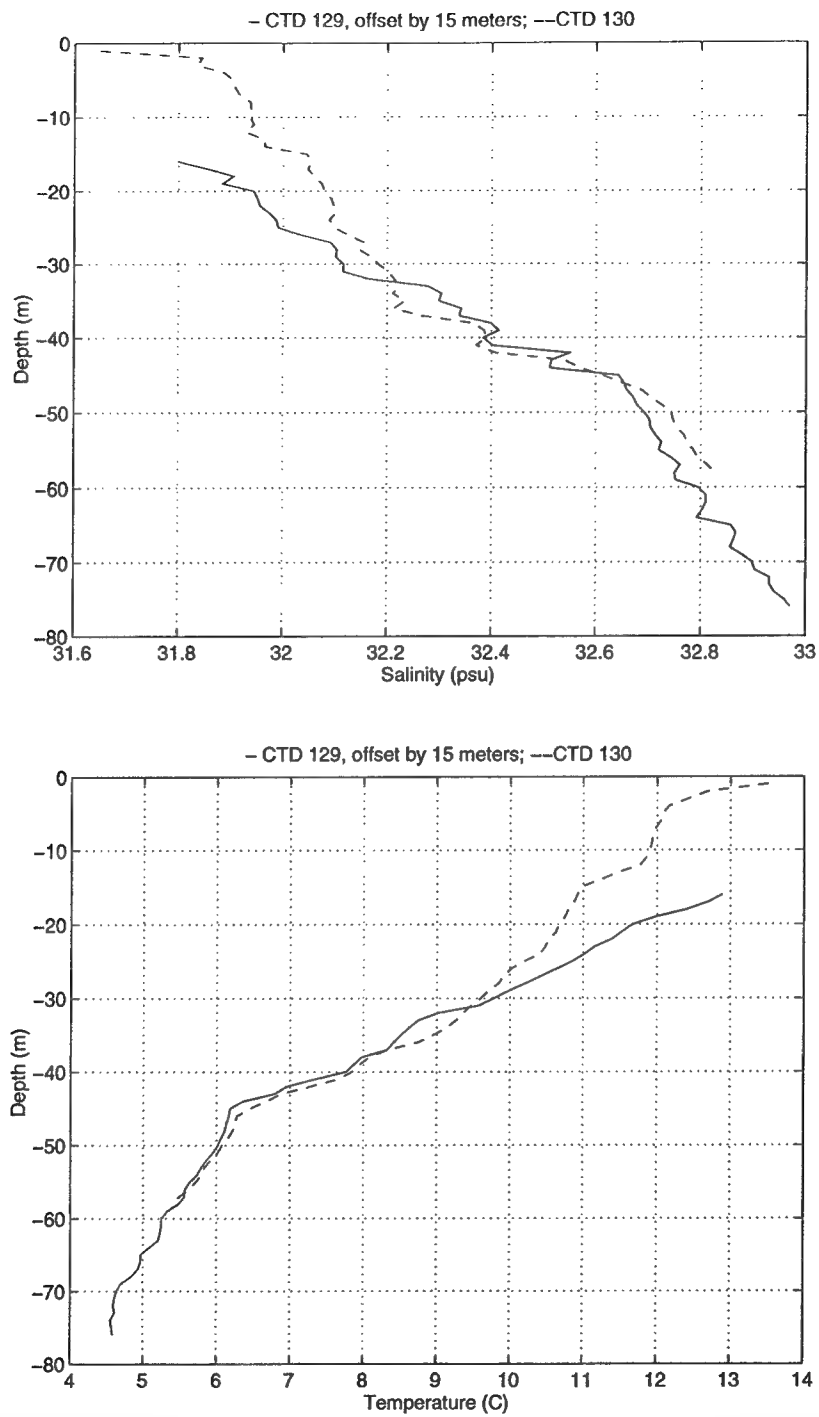 – CTD 129, offset by 15 meters; ––CTD 130
0
−10
−20
−30
−40
−50
−60
−70
−80
Depth (m)
31.6 31.8 32 32.2 32.4 32.6 32.8 33
Salinity (psu)
– CTD 129, offset by 15 meters; ––CTD 130
0
−10
−20
−30
−40
−50
−60
−70
−80
Depth (m)
4 5 6 7 8 9 10 11 12 13 14
Temperature (C)